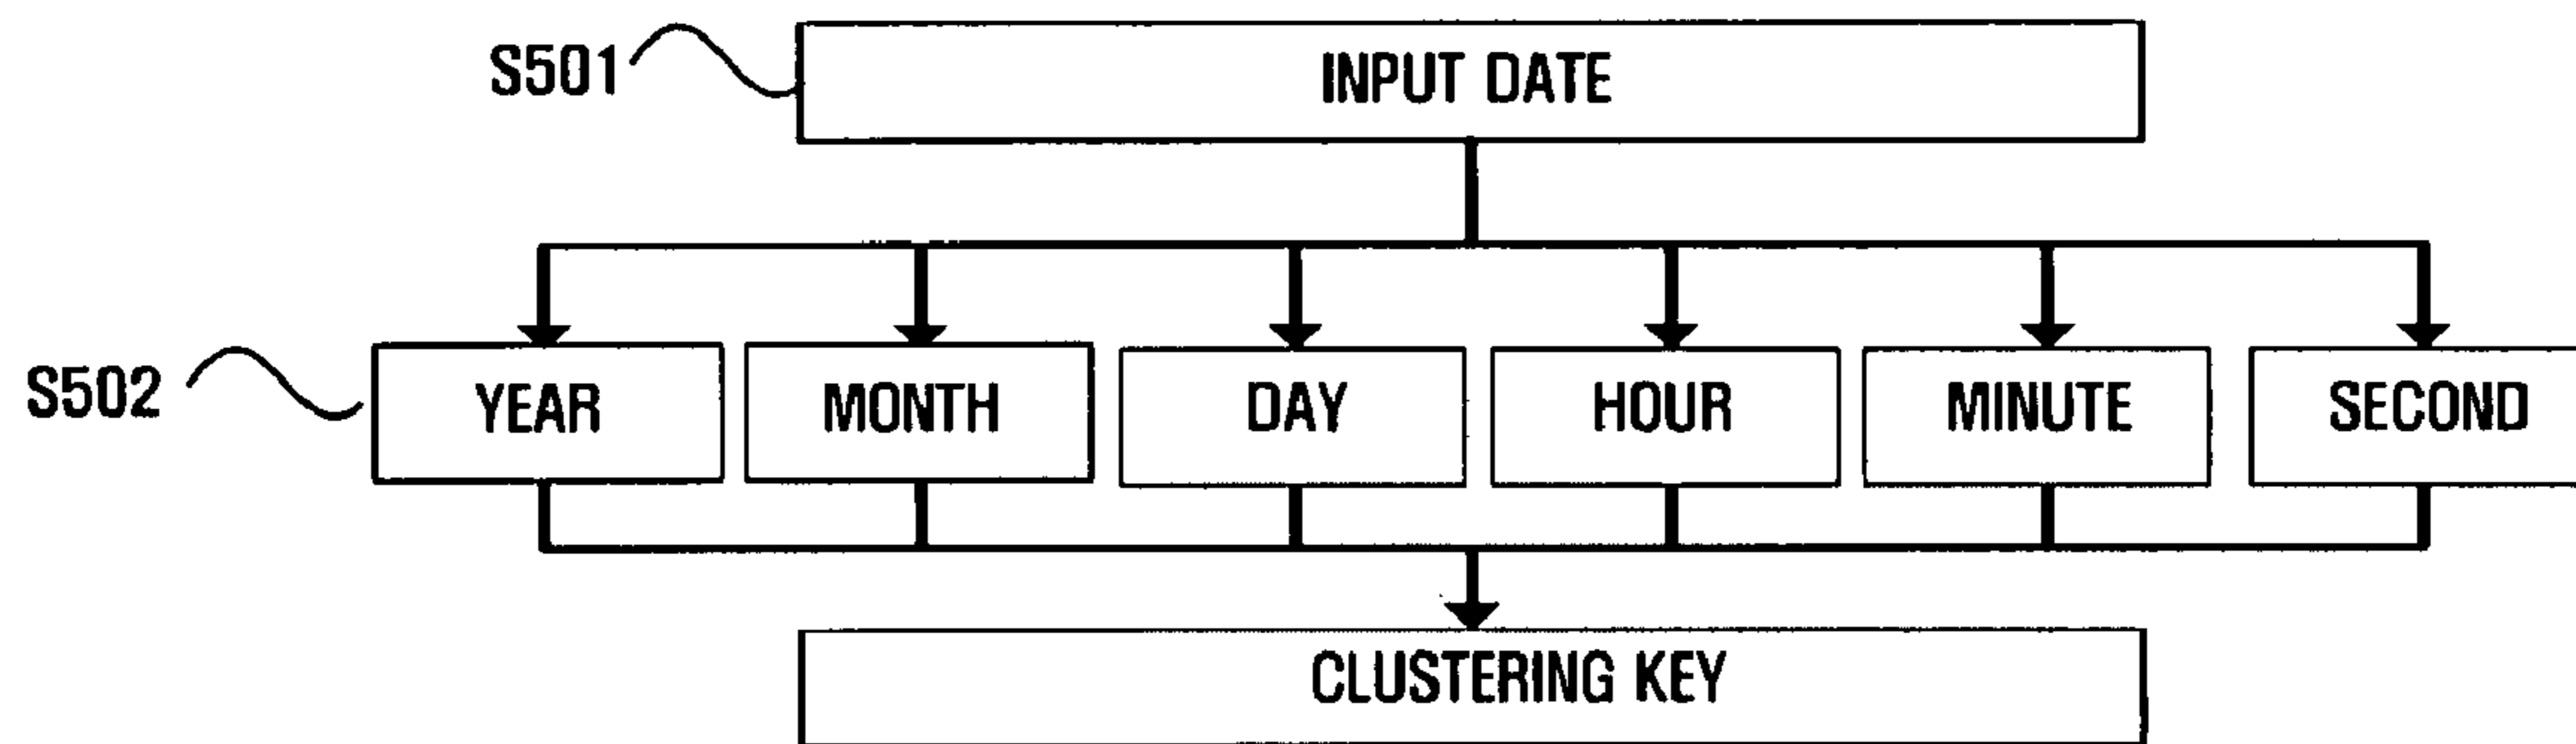 S501
INPUT DATE
S502
YEAR
MONTH
DAY
HOUR
MINUTE
SECOND
CLUSTERING KEY